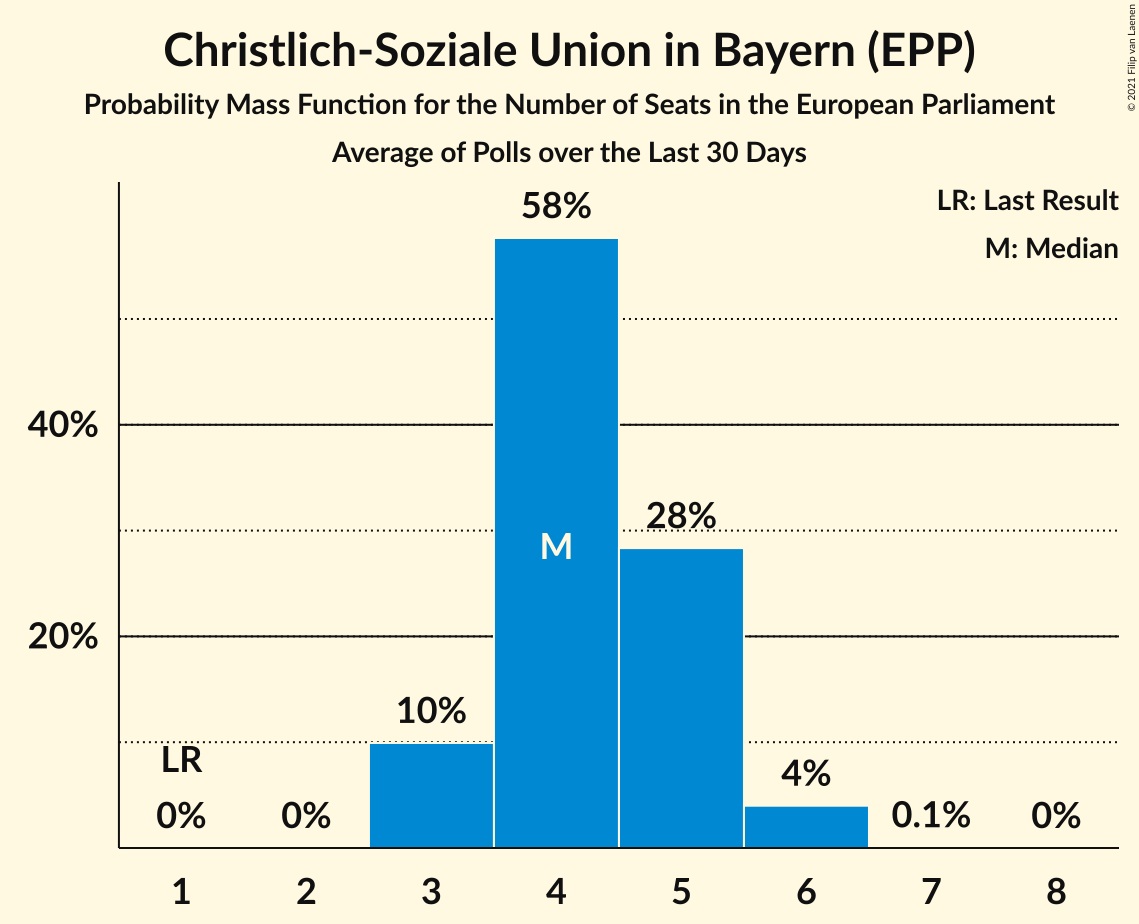 Christlich-Soziale Union in Bayern (EPP)
Probability Mass Function for the Number of Seats in the European Parliament
Average of Polls over the Last 30 Days
© 2021 Filip van Laenen
LR: Last Result
M: Median
58%
40%
28%
M
20%
10%
LR
4%
0% 0% 0.1% 0%
1 2 3 4 5 6 7 8